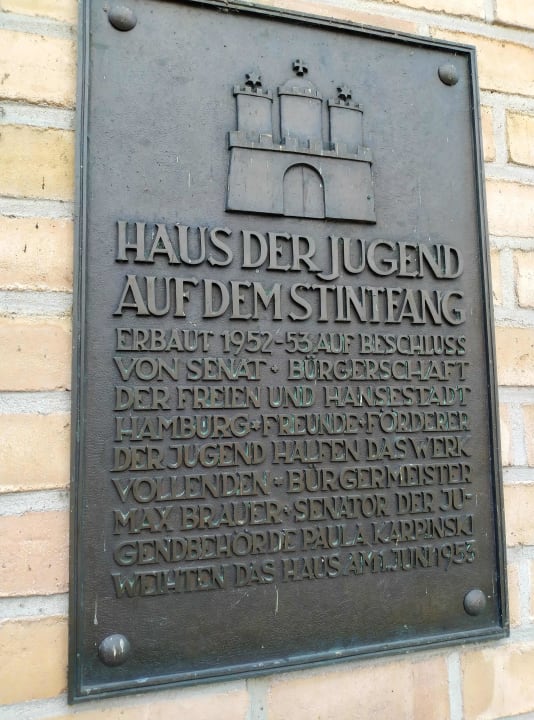 HAUS DER JUGEND
AUF DEM STINTFANG
ERBAUT 1952-53 AUF BESCHLUSS
VON SENAT * BÜRGERSCHAFT
DER FREIEN UND HANSESTADT
HAMBURG * FREUNDE * FÖRDERER
DER JUGEND HALFEN DAS WERK
VOLLENDEN * BÜRGERMEISTER
MAX BRAUER * SENATOR DER JU-
GENDBEHÖRDE PAULA KARPINSKI
WEIHTEN DAS HAUS AM 1. JUNI 1953